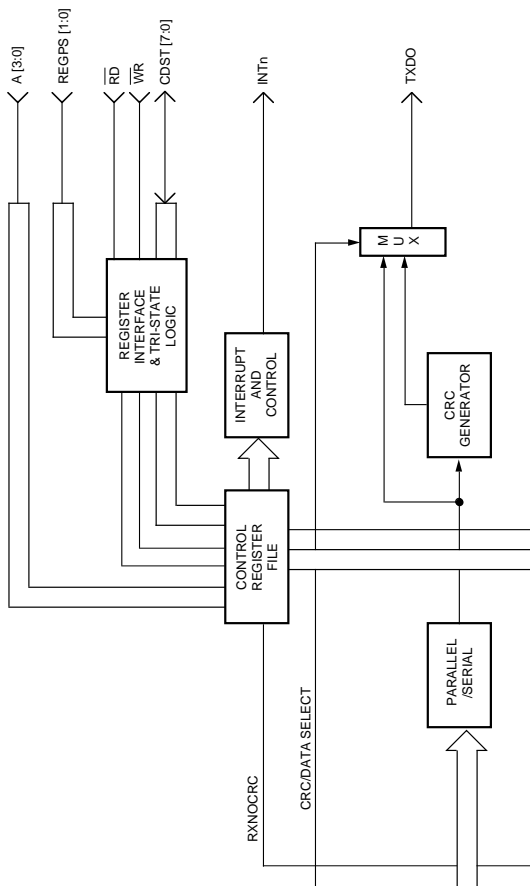 A [3:0]
REGPS [1:0]
RD
WR
CDST [7:0]
INTn
TXDO
REGISTER
INTERFACE
& TRI-STATE
LOGIC
INTERRUPT
AND
CONTROL
M
U
X
CONTROL
REGISTER
FILE
CRC
GENERATOR
PARALLEL
/SERIAL
RXNOCRC
CRC/DATA SELECT